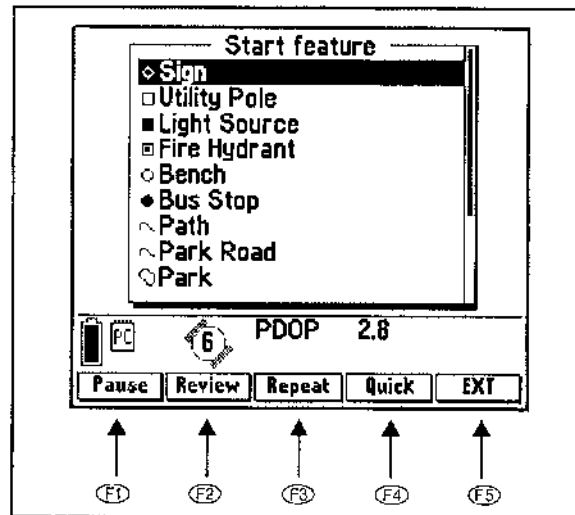 Start feature
Sign
Utility Pole
Light Source
Fire Hydrant
Bench
Bus Stop
Path
Park Road
Park
PC
6
PDOP 2.8
Pause Review Repeat Quick EXT
F1 F2 F3 F4 F5